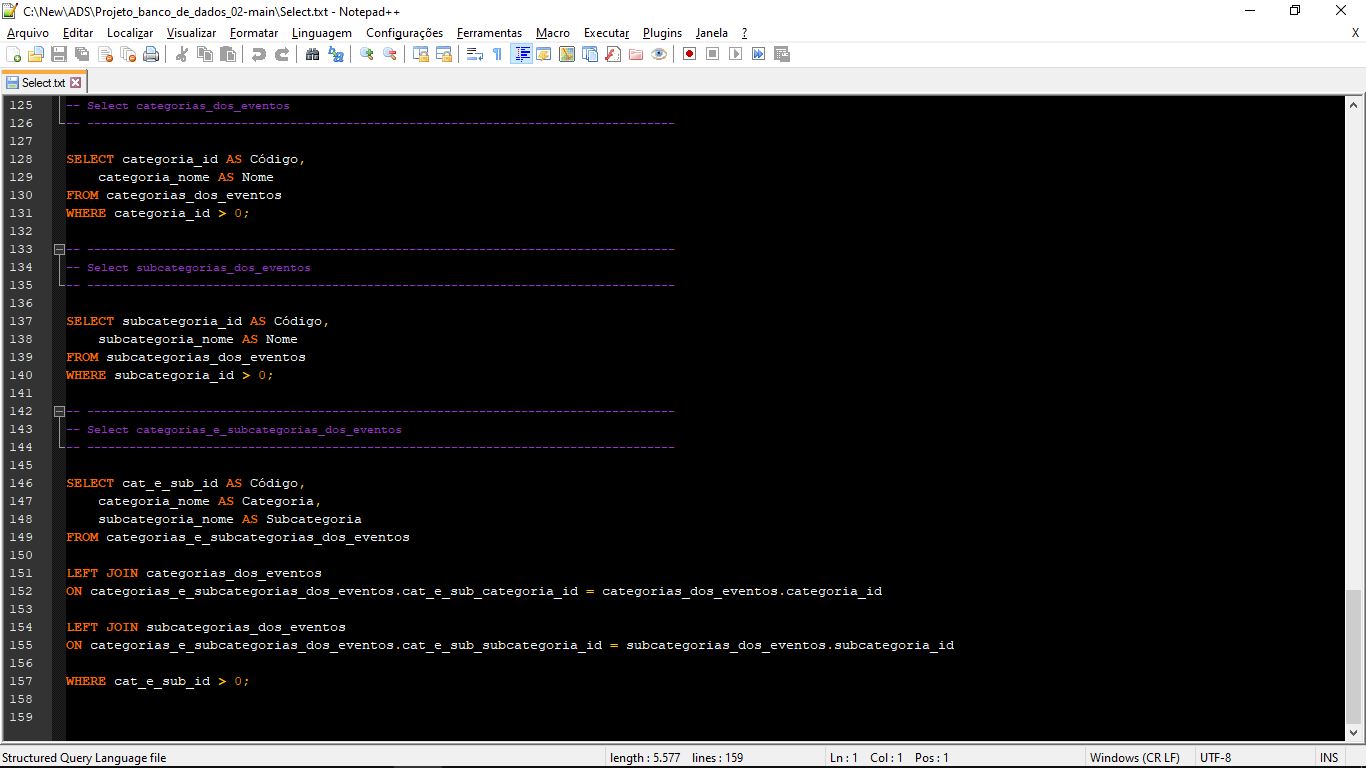 C:\New\ADS\Projeto_banco_de_dados_02-main\Select.txt - Notepad++
Arquivo Editar Localizar Visualizar Formatar Linguagem Configurações Ferramentas Macro Executar Plugins Janela ? X
Select.txt
125 -- Select categorias_dos_eventos
126 -- ------------------------------------------------------------------------------------
127
128 SELECT categoria_id AS Código,
129 categoria_nome AS Nome
130 FROM categorias_dos_eventos
131 WHERE categoria_id > 0;
132
133 -- ------------------------------------------------------------------------------------
134 -- Select subcategorias_dos_eventos
135 -- ------------------------------------------------------------------------------------
136
137 SELECT subcategoria_id AS Código,
138 subcategoria_nome AS Nome
139 FROM subcategorias_dos_eventos
140 WHERE subcategoria_id > 0;
141
142 -- ------------------------------------------------------------------------------------
143 -- Select categorias_e_subcategorias_dos_eventos
144 -- ------------------------------------------------------------------------------------
145
146 SELECT cat_e_sub_id AS Código,
147 categoria_nome AS Categoria,
148 subcategoria_nome AS Subcategoria
149 FROM categorias_e_subcategorias_dos_eventos
150
151 LEFT JOIN categorias_dos_eventos
152 ON categorias_e_subcategorias_dos_eventos.cat_e_sub_categoria_id = categorias_dos_eventos.categoria_id
153
154 LEFT JOIN subcategorias_dos_eventos
155 ON categorias_e_subcategorias_dos_eventos.cat_e_sub_subcategoria_id = subcategorias_dos_eventos.subcategoria_id
156
157 WHERE cat_e_sub_id > 0;
158
159
Structured Query Language file length : 5.577 lines : 159 Ln : 1 Col : 1 Pos : 1 Windows (CR LF) UTF-8 INS